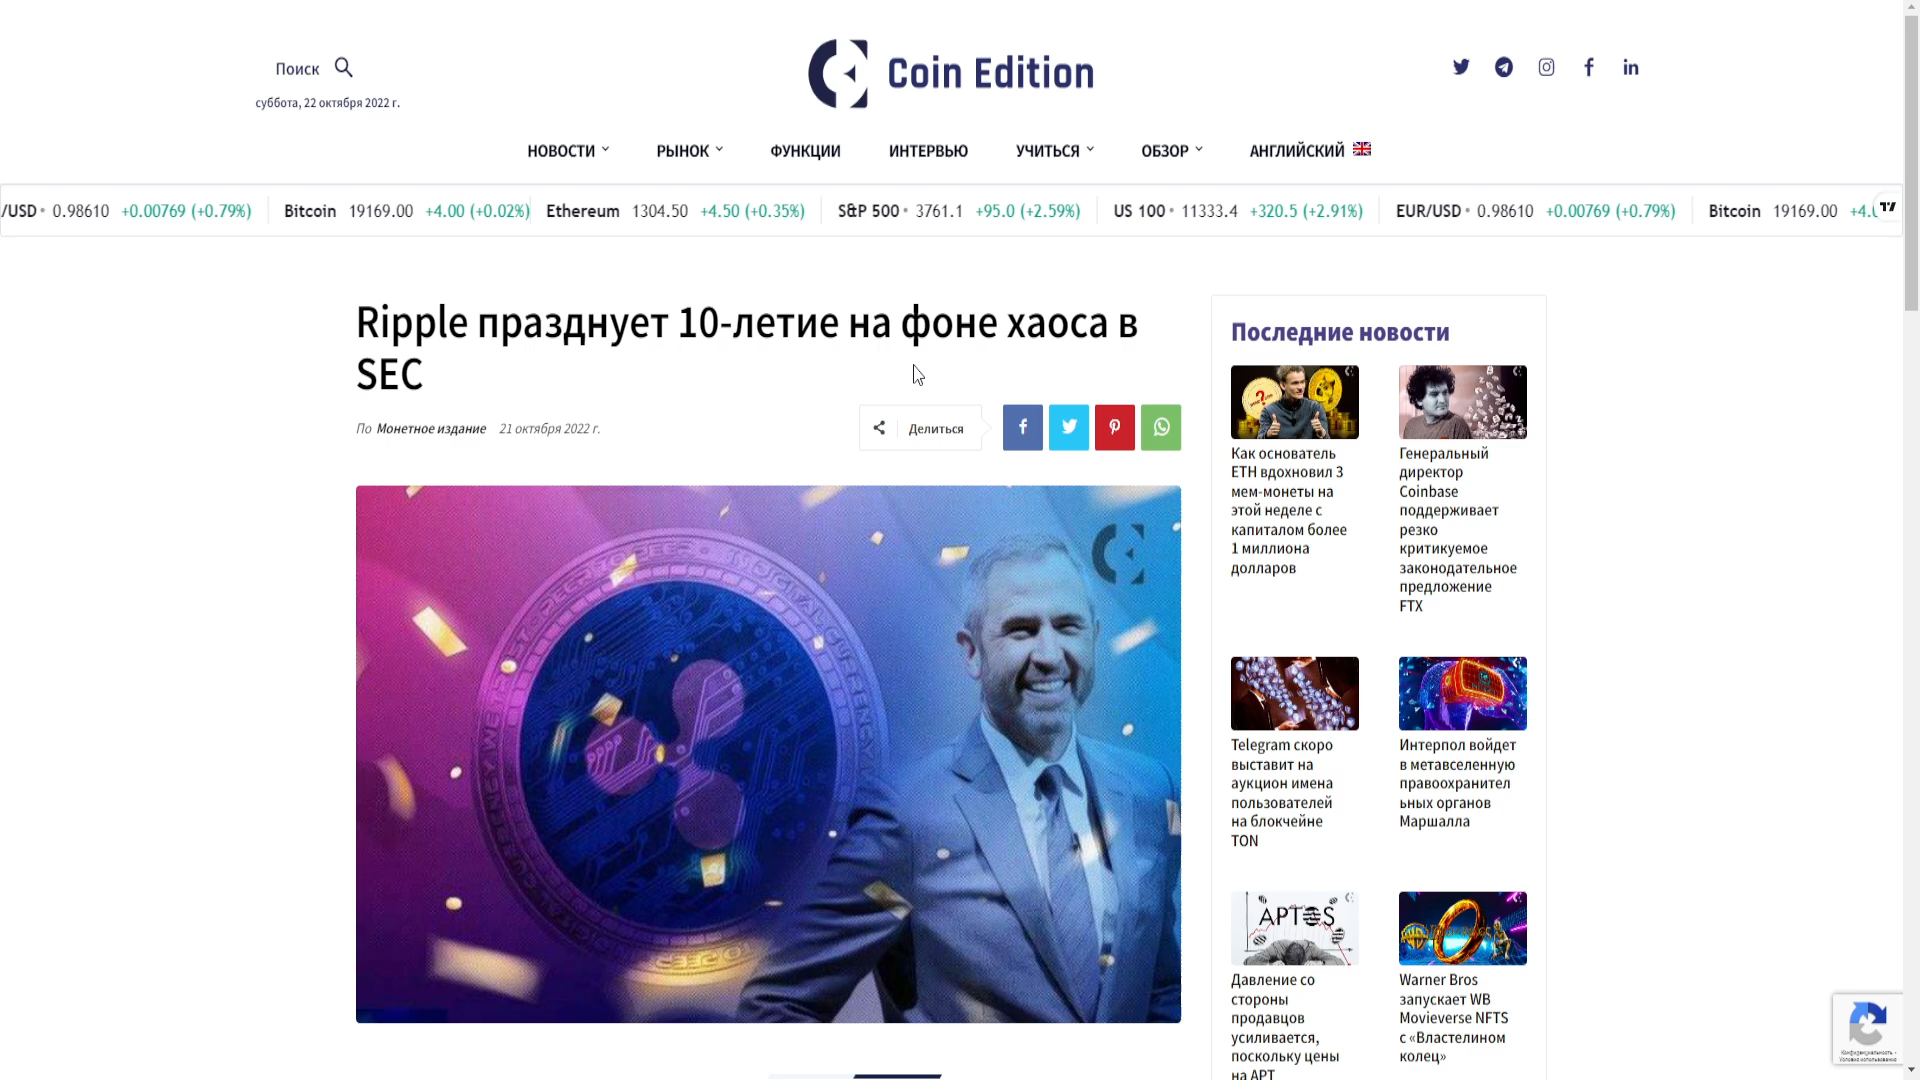 Поиск
суббота, 22 октября 2022 г.
Coin Edition
НОВОСТИ РЫНОК ФУНКЦИИ ИНТЕРВЬЮ УЧИТЬСЯ ОБЗОР АНГЛИЙСКИЙ
/USD 0.98610 +0.00769 (+0.79%) Bitcoin 19169.00 +4.00 (+0.02%) Ethereum 1304.50 +4.50 (+0.35%) S&P 500 3761.1 +95.0 (+2.59%) US 100 11333.4 +320.5 (+2.91%) EUR/USD 0.98610 +0.00769 (+0.79%) Bitcoin 19169.00
Ripple празднует 10-летие на фоне хаоса в
SEC
По Монетное издание 21 октября 2022 г.
Делиться
Последние новости
Как основатель
ETH вдохновил 3
мем-монеты на
этой неделе с
капиталом более
1 миллиона
долларов
Генеральный
директор
Coinbase
поддерживает
резко
критикуемое
законодательное
предложение
FTX
Telegram скоро
выставит на
аукцион имена
пользователей
на блокчейне
TON
Интерпол войдет
в метавселенную
правоохранител
ьных органов
Маршалла
APTOS
Давление со
стороны
продавцов
усиливается,
поскольку цены
на APT
Warner Bros
запускает WB
Movieverse NFTS
с «Властелином
колец»
Конфиденциальность -
Условия использования